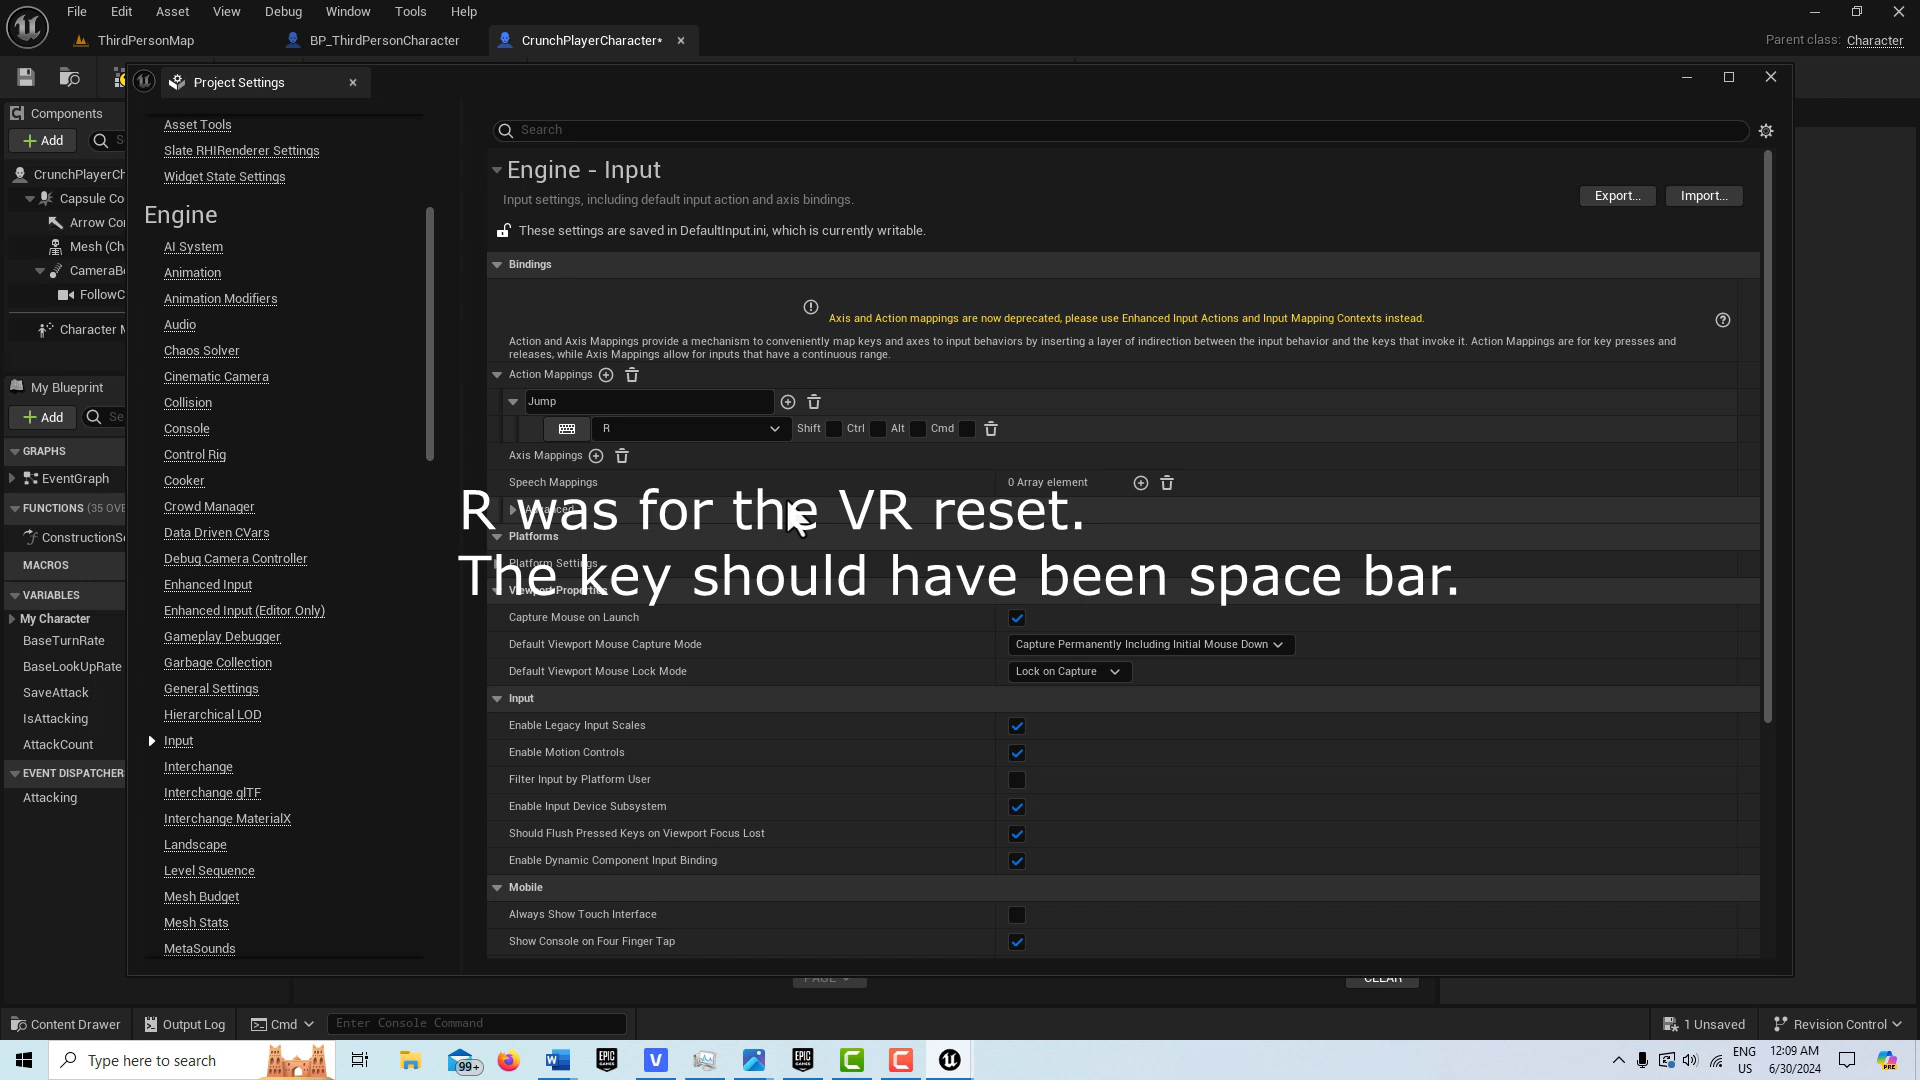 File Edit Asset View Debug Window Tools Help
ThirdPersonMap BP_ThirdPersonCharacter CrunchPlayerCharacter*
Parent class: Character
Project Settings
Components
Add
CrunchPlayerCh
Capsule Co
Arrow Cor
Mesh (Cha
CameraBo
FollowC
Character M
My Blueprint
Add
Se
GRAPHS
EventGraph
FUNCTIONS (35 OVE
ConstructionSc
MACROS
VARIABLES
My Character
BaseTurnRate
BaseLookUpRate
SaveAttack
IsAttacking
AttackCount
EVENT DISPATCHER
Attacking
Asset Tools
Slate RHIRenderer Settings
Widget State Settings
Engine
AI System
Animation
Animation Modifiers
Audio
Chaos Solver
Cinematic Camera
Collision
Console
Control Rig
Cooker
Crowd Manager
Data Driven CVars
Debug Camera Controller
Enhanced Input
Enhanced Input (Editor Only)
Gameplay Debugger
Garbage Collection
General Settings
Hierarchical LOD
Input
Interchange
Interchange glTF
Interchange MaterialX
Landscape
Level Sequence
Mesh Budget
Mesh Stats
MetaSounds
Search
Engine - Input
Input settings, including default input action and axis bindings.
Export... Import...
These settings are saved in DefaultInput.ini, which is currently writable.
Bindings
Axis and Action mappings are now deprecated, please use Enhanced Input Actions and Input Mapping Contexts instead.
Action and Axis Mappings provide a mechanism to conveniently map keys and axes to input behaviors by inserting a layer of indirection between the input behavior and the keys that invoke it. Action Mappings are for key presses and
releases, while Axis Mappings allow for inputs that have a continuous range.
Action Mappings
Jump
R Shift Ctrl Alt Cmd
Axis Mappings
Speech Mappings 0 Array element
Advanced
R was for the VR reset.
Platforms
Platform Settings
The key should have been space bar.
Viewport Properties
Capture Mouse on Launch
Default Viewport Mouse Capture Mode Capture Permanently Including Initial Mouse Down
Default Viewport Mouse Lock Mode Lock on Capture
Input
Enable Legacy Input Scales
Enable Motion Controls
Filter Input by Platform User
Enable Input Device Subsystem
Should Flush Pressed Keys on Viewport Focus Lost
Enable Dynamic Component Input Binding
Mobile
Always Show Touch Interface
Show Console on Four Finger Tap
PAGE CLEAR
Content Drawer Output Log Cmd Enter Console Command 1 Unsaved Revision Control
Type here to search 99+ ENG US 12:09 AM 6/30/2024